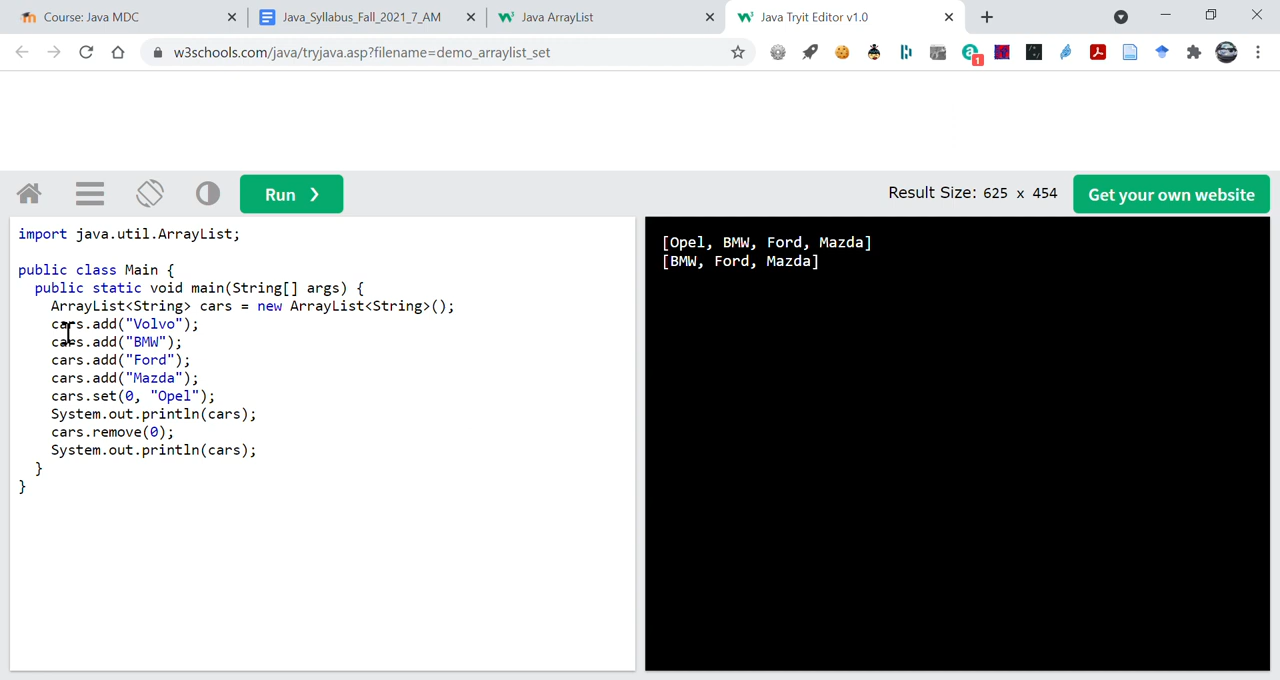 Course: Java MDC
Java_Syllabus_Fall_2021_7_AM
Java ArrayList
Java Tryit Editor v1.0
w3schools.com/java/tryjava.asp?filename=demo_arraylist_set
1
Run ❯
Result Size: 625 x 454
Get your own website
import java.util.ArrayList;
public class Main {
public static void main(String[] args) {
ArrayList<String> cars = new ArrayList<String>();
cars.add("Volvo");
cars.add("BMW");
cars.add("Ford");
cars.add("Mazda");
cars.set(0, "Opel");
System.out.println(cars);
cars.remove(0);
System.out.println(cars);
}
}
[Opel, BMW, Ford, Mazda]
[BMW, Ford, Mazda]